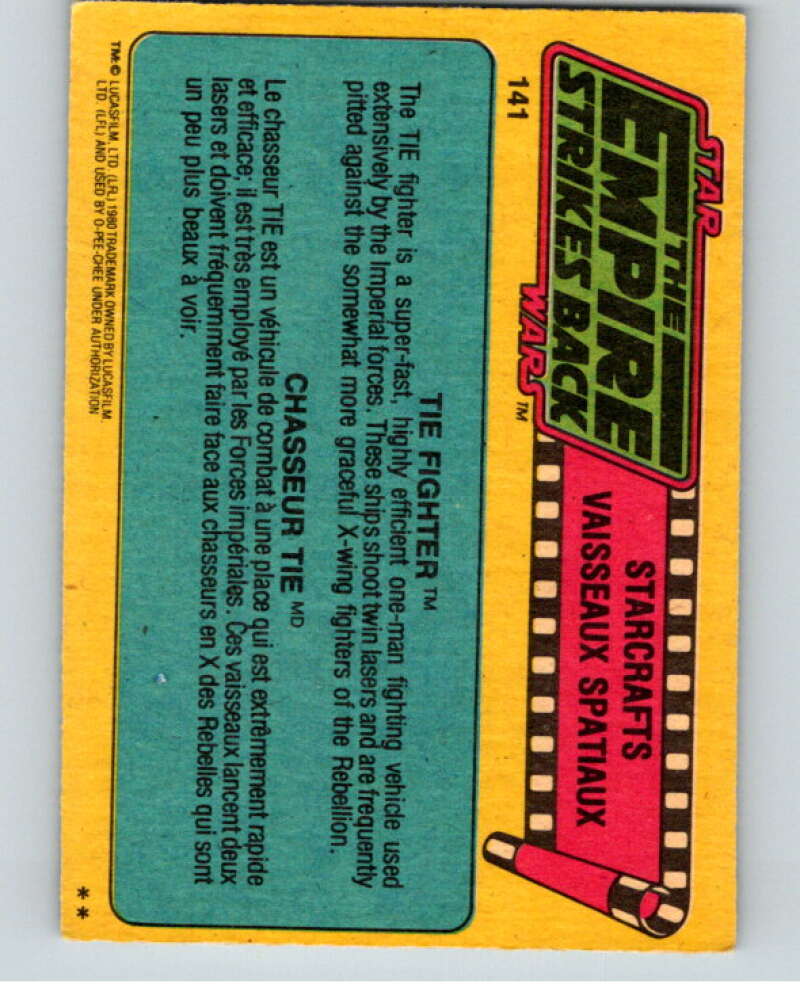 STAR
THE
EMPIRE
STRIKES BACK
WARS™
STARCRAFTS
VAISSEAUX SPATIAUX
141
TIE FIGHTER™
The TIE fighter is a super-fast, highly efficient one-man fighting vehicle used
extensively by the Imperial forces. These ships shoot twin lasers and are frequently
pitted against the somewhat more graceful X-wing fighters of the Rebellion.
CHASSEUR TIE MD
Le chasseur TIE est un véhicule de combat à une place qui est extrêmement rapide
et efficace; il est très employé par les Forces impériales. Ces vaisseaux lancent deux
lasers et doivent fréquemment faire face aux chasseurs en X des Rebelles qui sont
un peu plus beaux à voir.
TM: © LUCASFILM, LTD. (LFL) 1980 TRADEMARK OWNED BY LUCASFILM,
LTD. (LFL) AND USED BY O-PEE-CHEE UNDER AUTHORIZATION
**